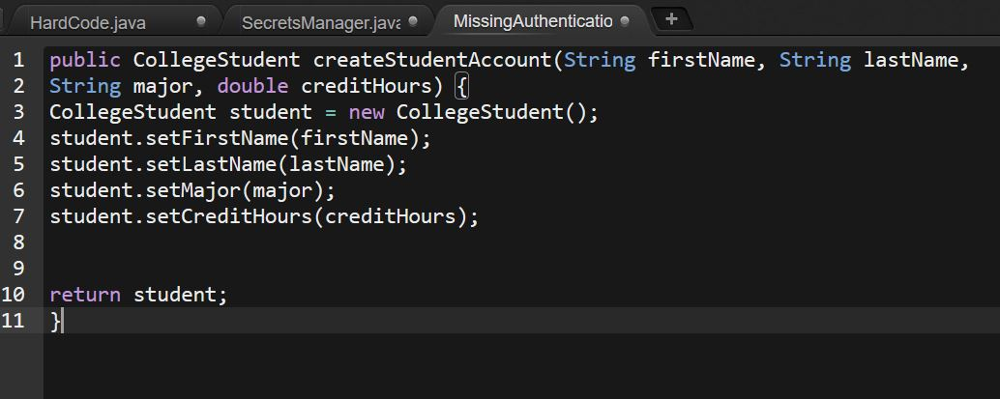 HardCode.java SecretsManager.java MissingAuthenticatio +
1 public CollegeStudent createStudentAccount(String firstName, String lastName,
2 String major, double creditHours) {
3 CollegeStudent student = new CollegeStudent();
4 student.setFirstName(firstName);
5 student.setLastName(lastName);
6 student.setMajor(major);
7 student.setCreditHours(creditHours);
8
9
10 return student;
11 }